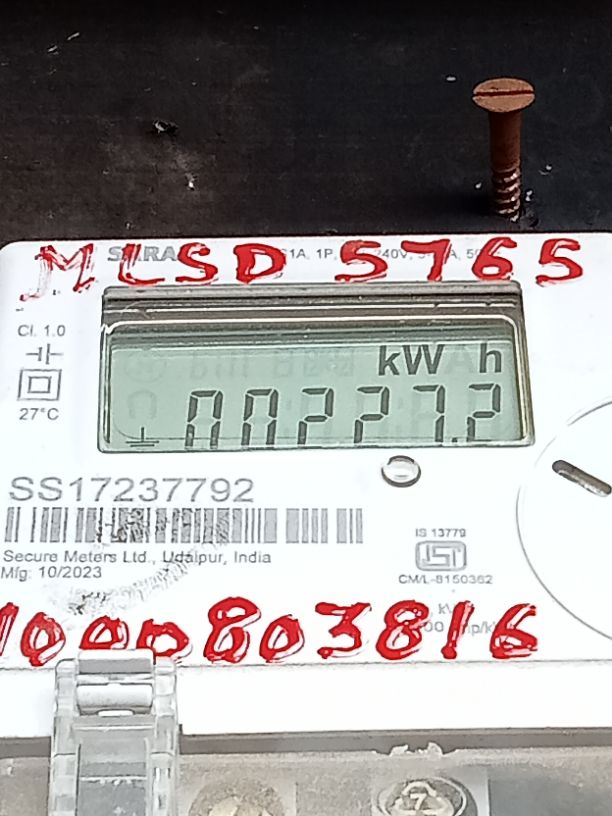 MLSD 5765
Cl. 1.0
27°C
kW h
00227.2
SS17237792
Secure Meters Ltd., Udaipur, India
Mfg: 10/2023
IS 13779
CM/L-8150362
1000803816